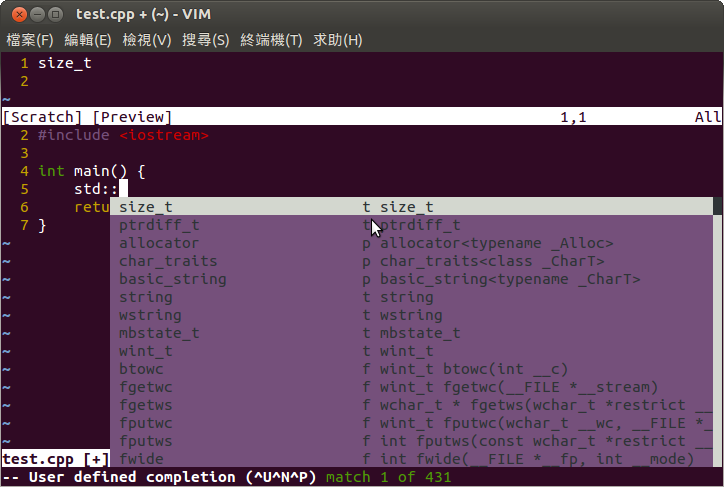 test.cpp + (~) - VIM
檔案(F) 編輯(E) 檢視(V) 搜尋(S) 終端機(T) 求助(H)
1 size_t
2
~
[Scratch] [Preview] 1,1 All
2 #include <iostream>
3
4 int main() {
5 std::
6 retu size_t t size_t
7 } ptrdiff_t t ptrdiff_t
~ allocator p allocator<typename _Alloc>
~ char_traits p char_traits<class _CharT>
~ basic_string p basic_string<typename _CharT>
~ string t string
~ wstring t wstring
~ mbstate_t t mbstate_t
~ wint_t t wint_t
~ btowc f wint_t btowc(int __c)
~ fgetwc f wint_t fgetwc(__FILE *__stream)
~ fgetws f wchar_t * fgetws(wchar_t *restrict __
~ fputwc f wint_t fputwc(wchar_t __wc, __FILE *_
~ fputws f int fputws(const wchar_t *restrict __
test.cpp [+] fwide f int fwide(__FILE *__fp, int __mode)
-- User defined completion (^U^N^P) match 1 of 431